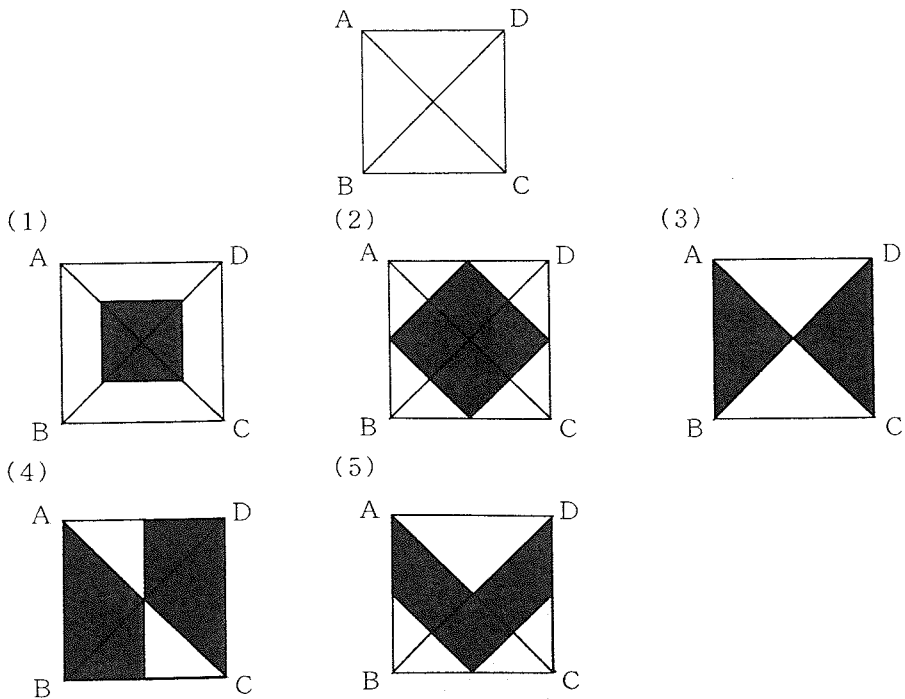 A D
B C
(1) (2) (3)
A D A D A D
B C B C B C
(4) (5)
A D A D
B C B C